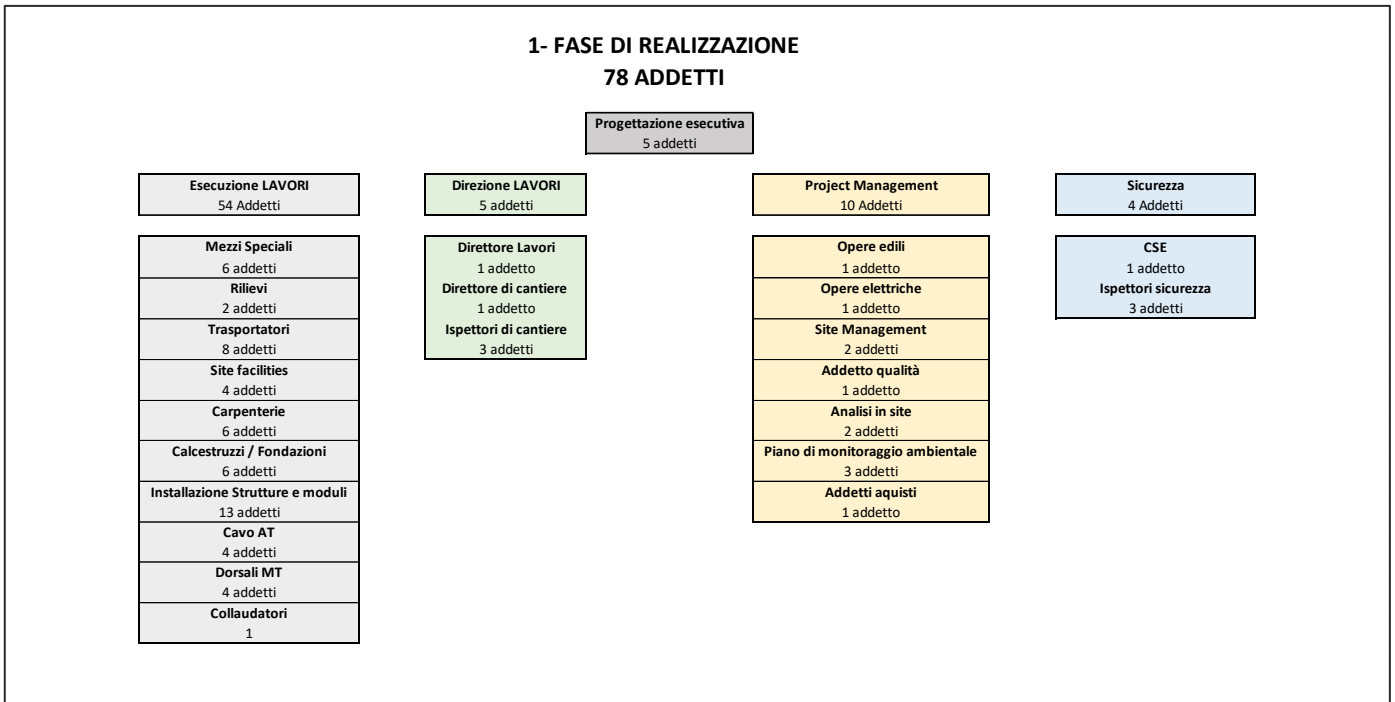 1- FASE DI REALIZZAZIONE
78 ADDETTI
Progettazione esecutiva
5 addetti
Esecuzione LAVORI
54 Addetti
Mezzi Speciali
6 addetti
Rilievi
2 addetti
Trasportatori
8 addetti
Site facilities
4 addetti
Carpenterie
6 addetti
Calcestruzzi / Fondazioni
6 addetti
Installazione Strutture e moduli
13 addetti
Cavo AT
4 addetti
Dorsali MT
4 addetti
Collaudatori
1
Direzione LAVORI
5 addetti
Direttore Lavori
1 addetto
Direttore di cantiere
1 addetto
Ispettori di cantiere
3 addetti
Project Management
10 Addetti
Opere edili
1 addetto
Opere elettriche
1 addetto
Site Management
2 addetti
Addetto qualità
1 addetto
Analisi in site
2 addetti
Piano di monitoraggio ambientale
3 addetti
Addetti aquisti
1 addetto
Sicurezza
4 Addetti
CSE
1 addetto
Ispettori sicurezza
3 addetti